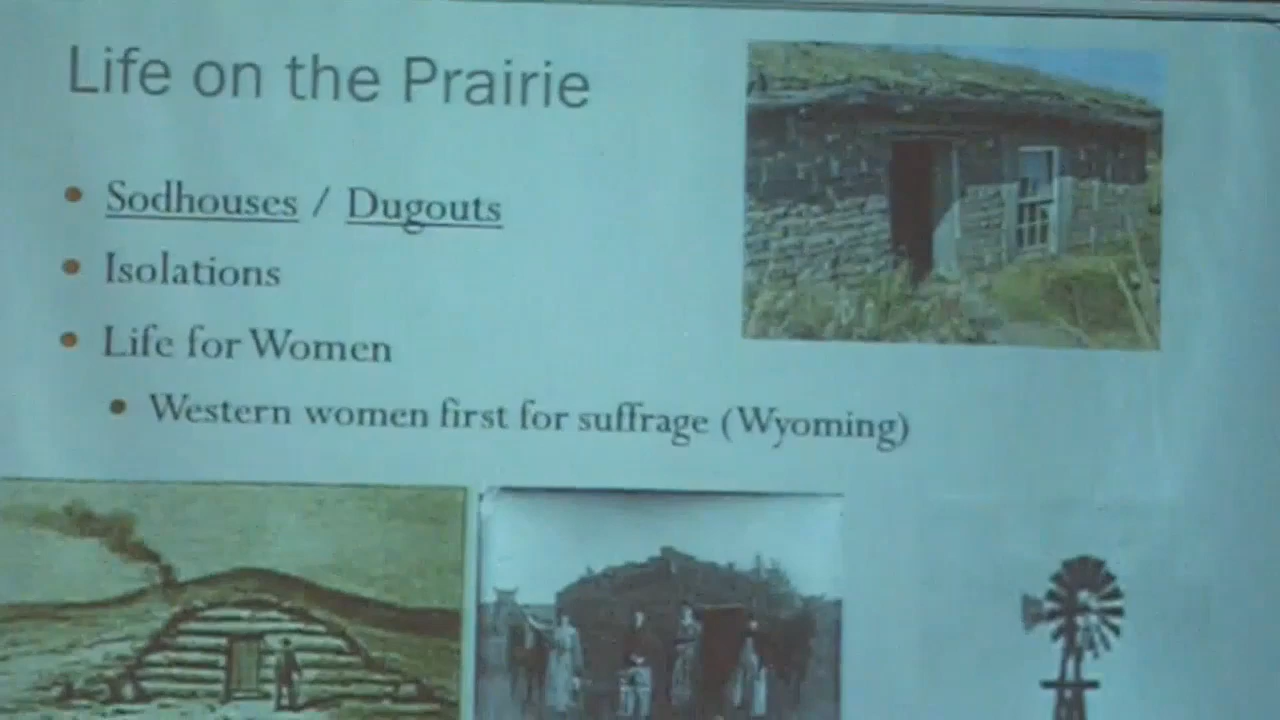 Life on the Prairie
• Sodhouses / Dugouts
• Isolations
• Life for Women
• Western women first for suffrage (Wyoming)